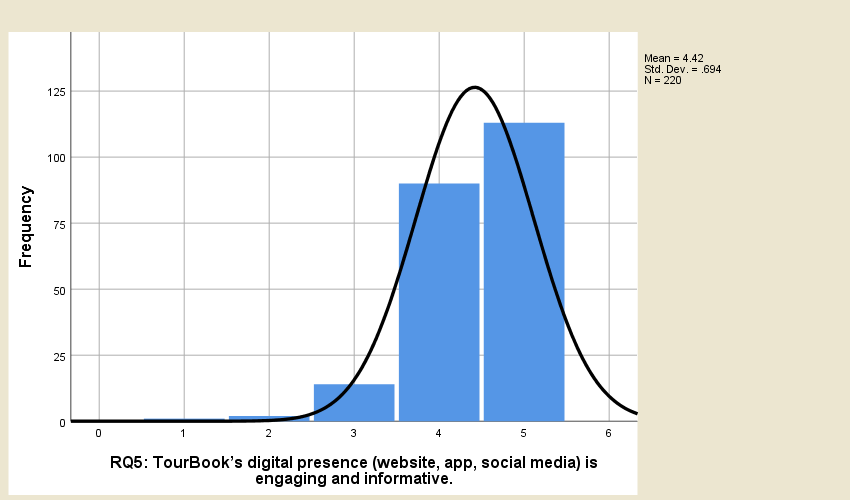 Mean = 4.42
Std. Dev. = .694
N = 220
125
100
75
50
25
0
Frequency
0 1 2 3 4 5 6
RQ5: TourBook’s digital presence (website, app, social media) is
engaging and informative.